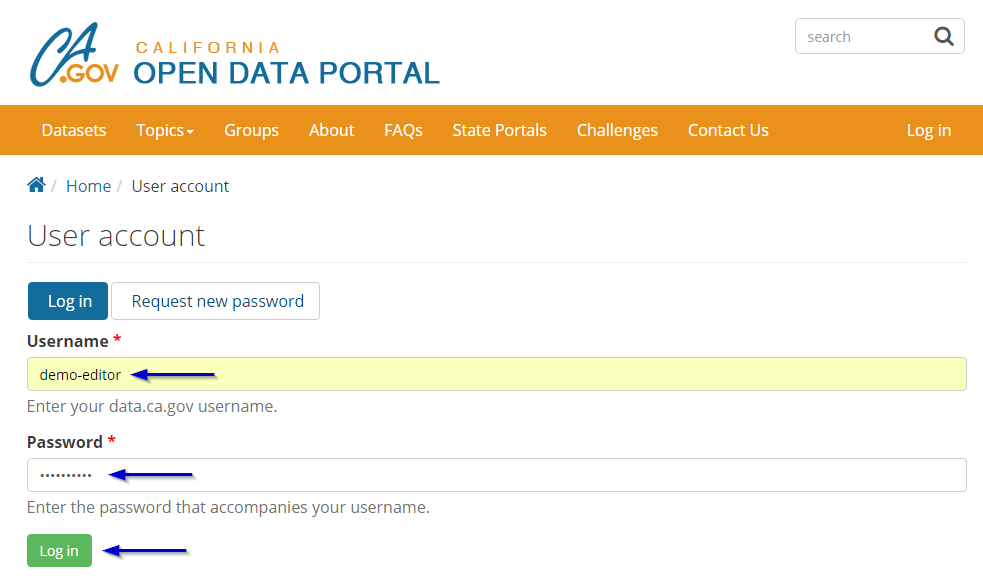 CA
.GOV
CALIFORNIA
OPEN DATA PORTAL
search
Datasets Topics Groups About FAQs State Portals Challenges Contact Us Log in
/ Home / User account
User account
Log in Request new password
Username *
demo-editor
Enter your data.ca.gov username.
Password *
••••••••••
Enter the password that accompanies your username.
Log in